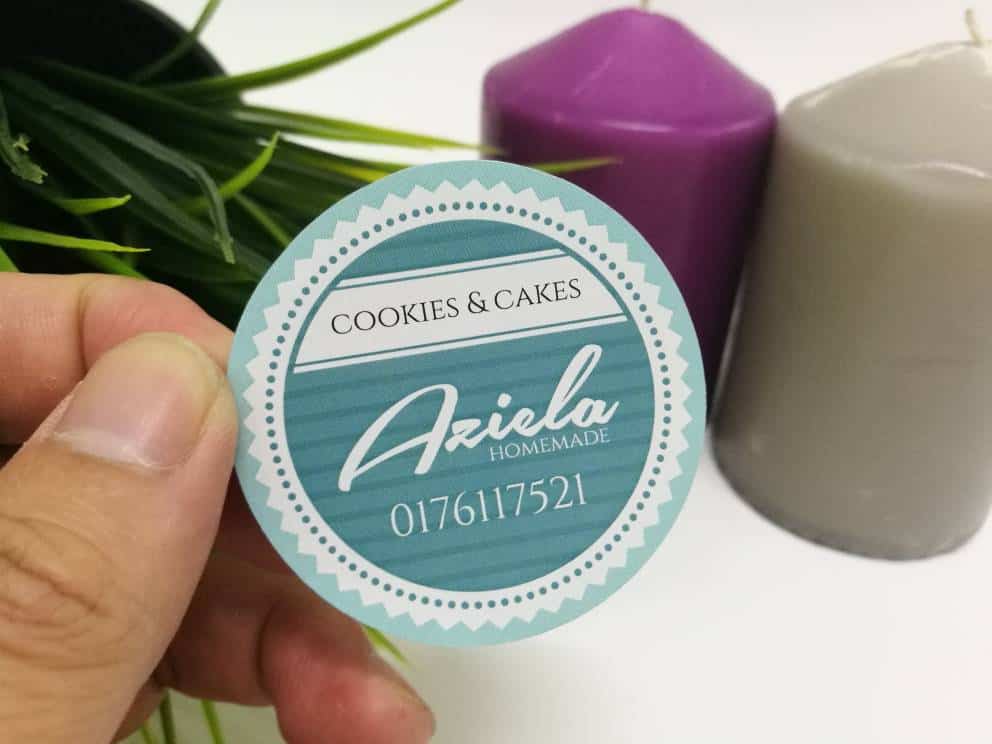 COOKIES & CAKES
Aziela
HOMEMADE
0176117521